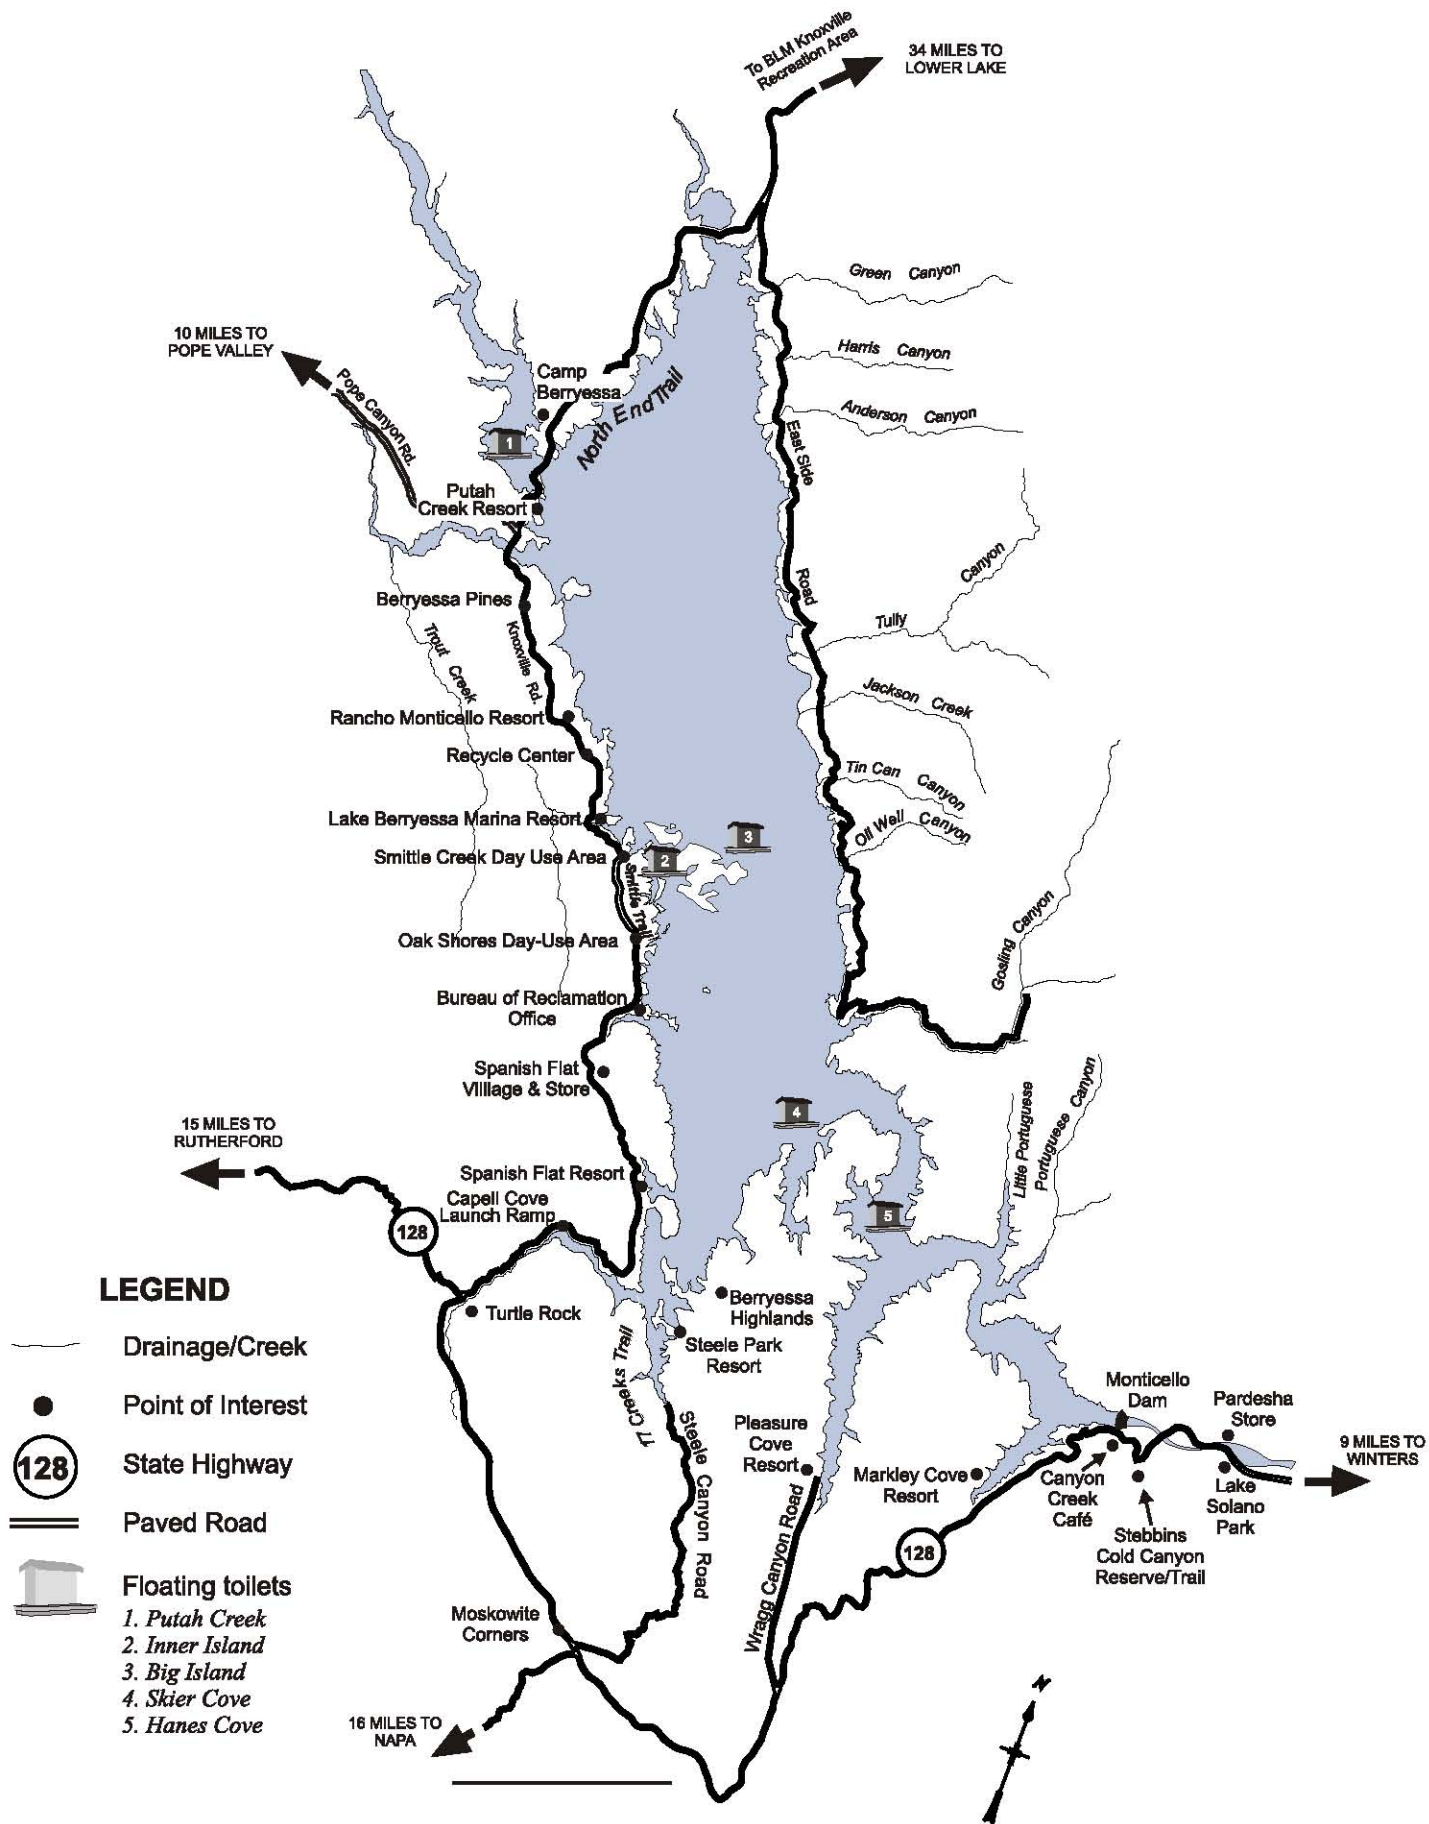 To BLM Knoxville
Recreation Area
34 MILES TO
LOWER LAKE
Green Canyon
10 MILES TO
POPE VALLEY
Harris Canyon
Camp
Berryessa
Pope Canyon Rd.
North End Trail
Anderson Canyon
1
East Side
Putah
Creek Resort
Canyon
Road
Berryessa Pines
Tully
Trout Creek
Knoxville Rd.
Jackson Creek
Rancho Monticello Resort
Recycle Center
Tin Can Canyon
Lake Berryessa Marina Resort
Oil Well Canyon
3
Smittle Creek Day Use Area
2
Smittle Trail
Oak Shores Day-Use Area
Gosling Canyon
Bureau of Reclamation
Office
Spanish Flat
Villlage & Store
Little Portuguese
Portuguese Canyon
4
15 MILES TO
RUTHERFORD
Spanish Flat Resort
Capell Cove
Launch Ramp
5
128
Berryessa
Highlands
Turtle Rock
Steele Park
Resort
17 Creeks Trail
Monticello
Dam
Pardesha
Store
Steele Canyon Road
Pleasure
Cove
Resort
9 MILES TO
WINTERS
Markley Cove
Resort
Canyon
Creek
Café
Lake
Solano
Park
Stebbins
Cold Canyon
Reserve/Trail
128
Wragg Canyon Road
Moskowite
Corners
16 MILES TO
NAPA
N
LEGEND
Drainage/Creek
Point of Interest
128 State Highway
Paved Road
Floating toilets
1. Putah Creek
2. Inner Island
3. Big Island
4. Skier Cove
5. Hanes Cove